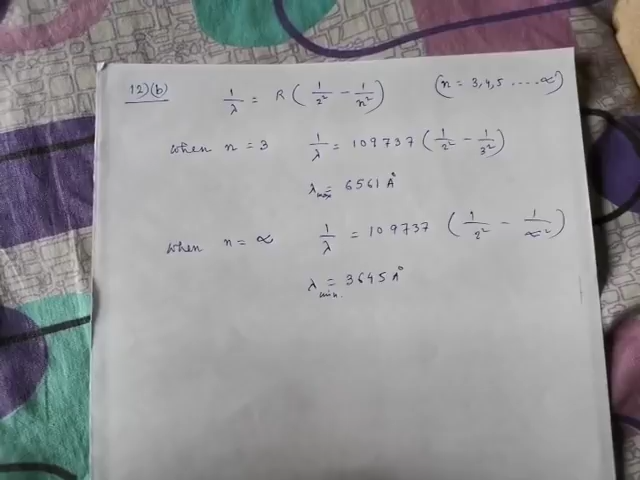 12)(b) 1/λ = R ( 1/2² − 1/n² ) (n = 3,4,5 ....∝)
when n = 3 1/λ = 109737 ( 1/2² − 1/3² )
λmax = 6561 A°
when n = ∝ 1/λ = 109737 ( 1/2² − 1/∝² )
λmin. = 3645 A°